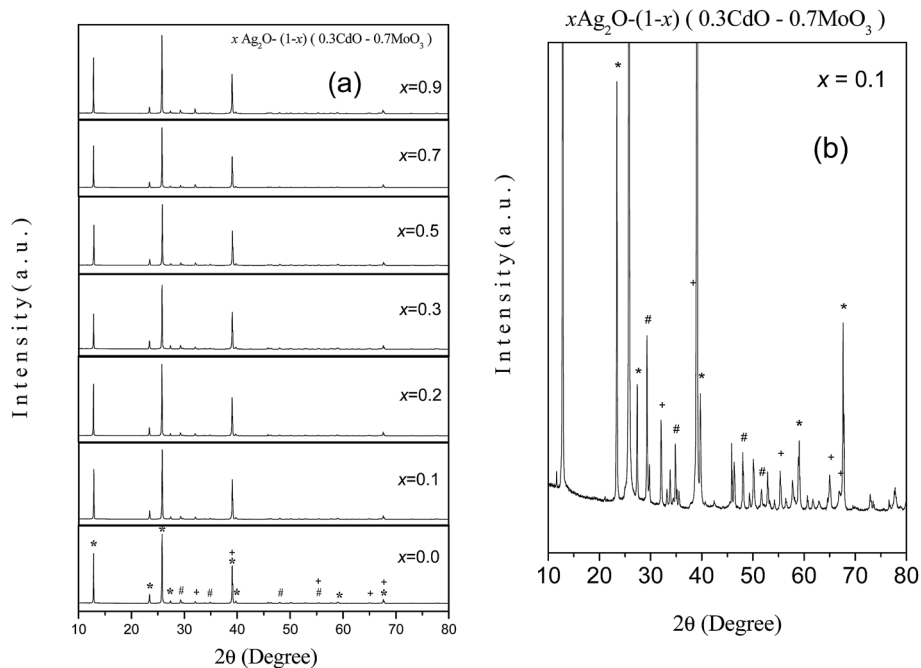 x Ag₂O- (1-x) ( 0.3CdO - 0.7MoO₃ )
(a)
x=0.9
x=0.7
x=0.5
x=0.3
x=0.2
x=0.1
x=0.0
* * * * # + # + * * # + # * + + *
10 20 30 40 50 60 70 80
2θ (Degree)
Intensity (a.u.)
xAg₂O-(1-x) ( 0.3CdO - 0.7MoO₃ )
x = 0.1
(b)
* * # + # + * # # + * + + *
10 20 30 40 50 60 70 80
2θ (Degree)
Intensity (a.u.)